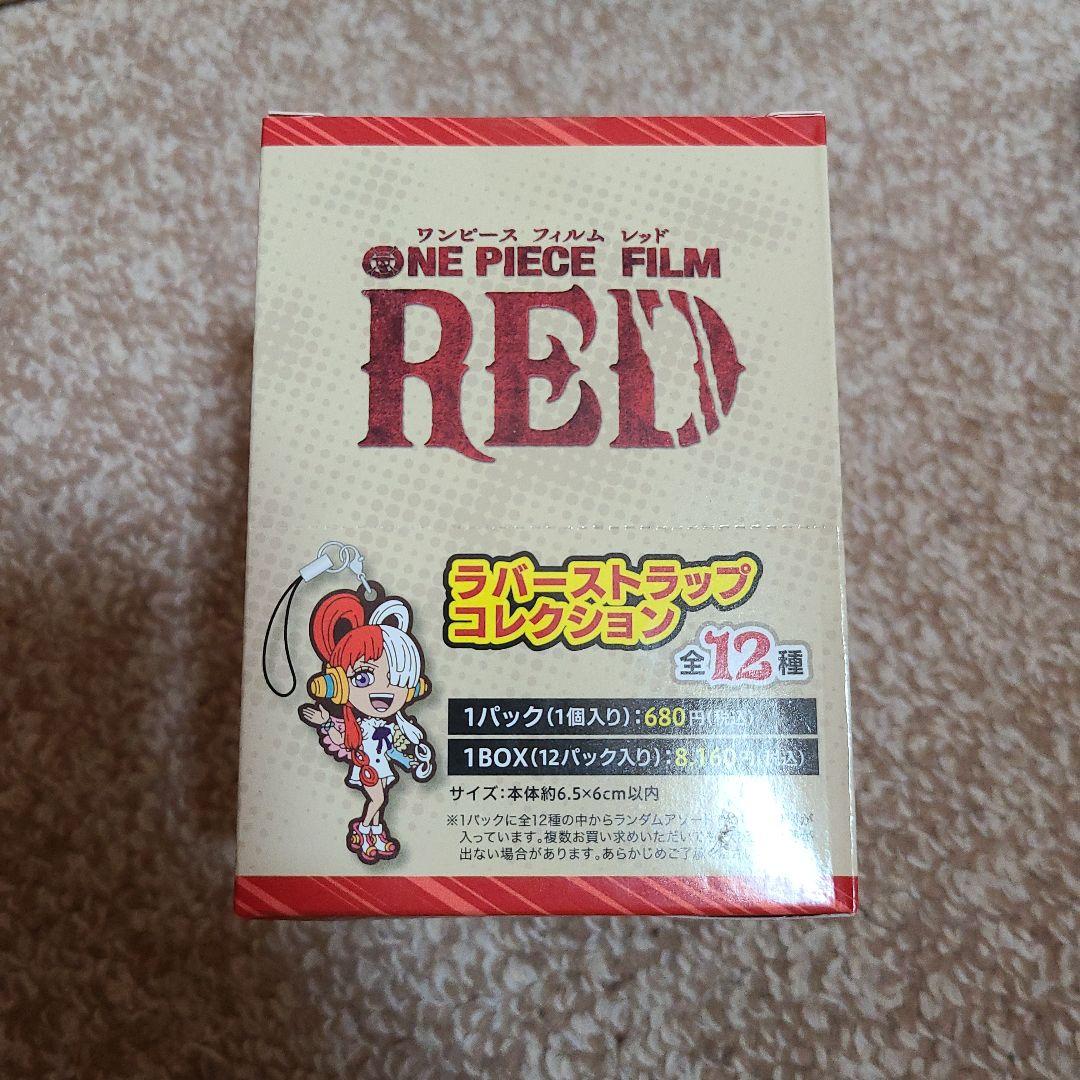 ワンピース フィルム レッド
ONE PIECE FILM
RED
ラバーストラップ
コレクション
全12種
1パック(1個入り):680円(税込)
1BOX(12パック入り):8,160円(税込)
サイズ:本体約6.5×6cm以内
※1パックに全12種の中からランダムアソート
入っています。複数お買い求めいただいても
出ない場合があります。あらかじめご了承ください